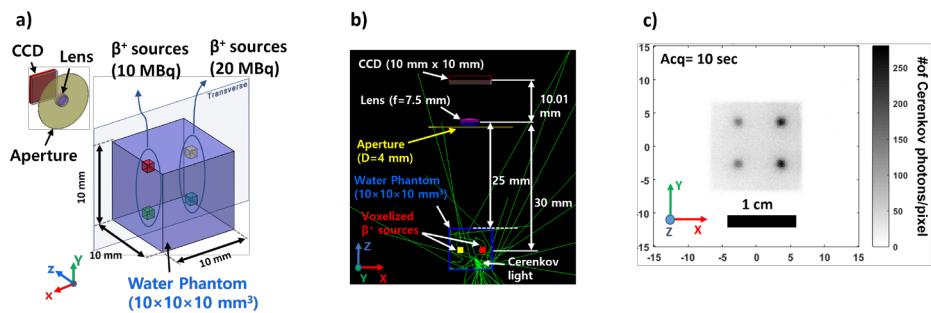 a)
β⁺ sources
(10 MBq)
β⁺ sources
(20 MBq)
CCD
Lens
Aperture
Transverse
10 mm
10 mm
10 mm
Water Phantom
(10×10×10 mm³)
Y
Z
X
b)
CCD (10 mm x 10 mm)
Lens (f=7.5 mm)
10.01
mm
Aperture
(D=4 mm)
25 mm
Water Phantom
(10×10×10 mm³)
30 mm
Voxelized
β⁺ sources
Z
Y
X
Cerenkov
light
c)
Acq= 10 sec
15
10
5
0
-5
-10
15
-15
-10
-5
0
5
10
15
1 cm
Y
Z
X
250
200
150
100
50
0
#of Cerenkov photons/pixel